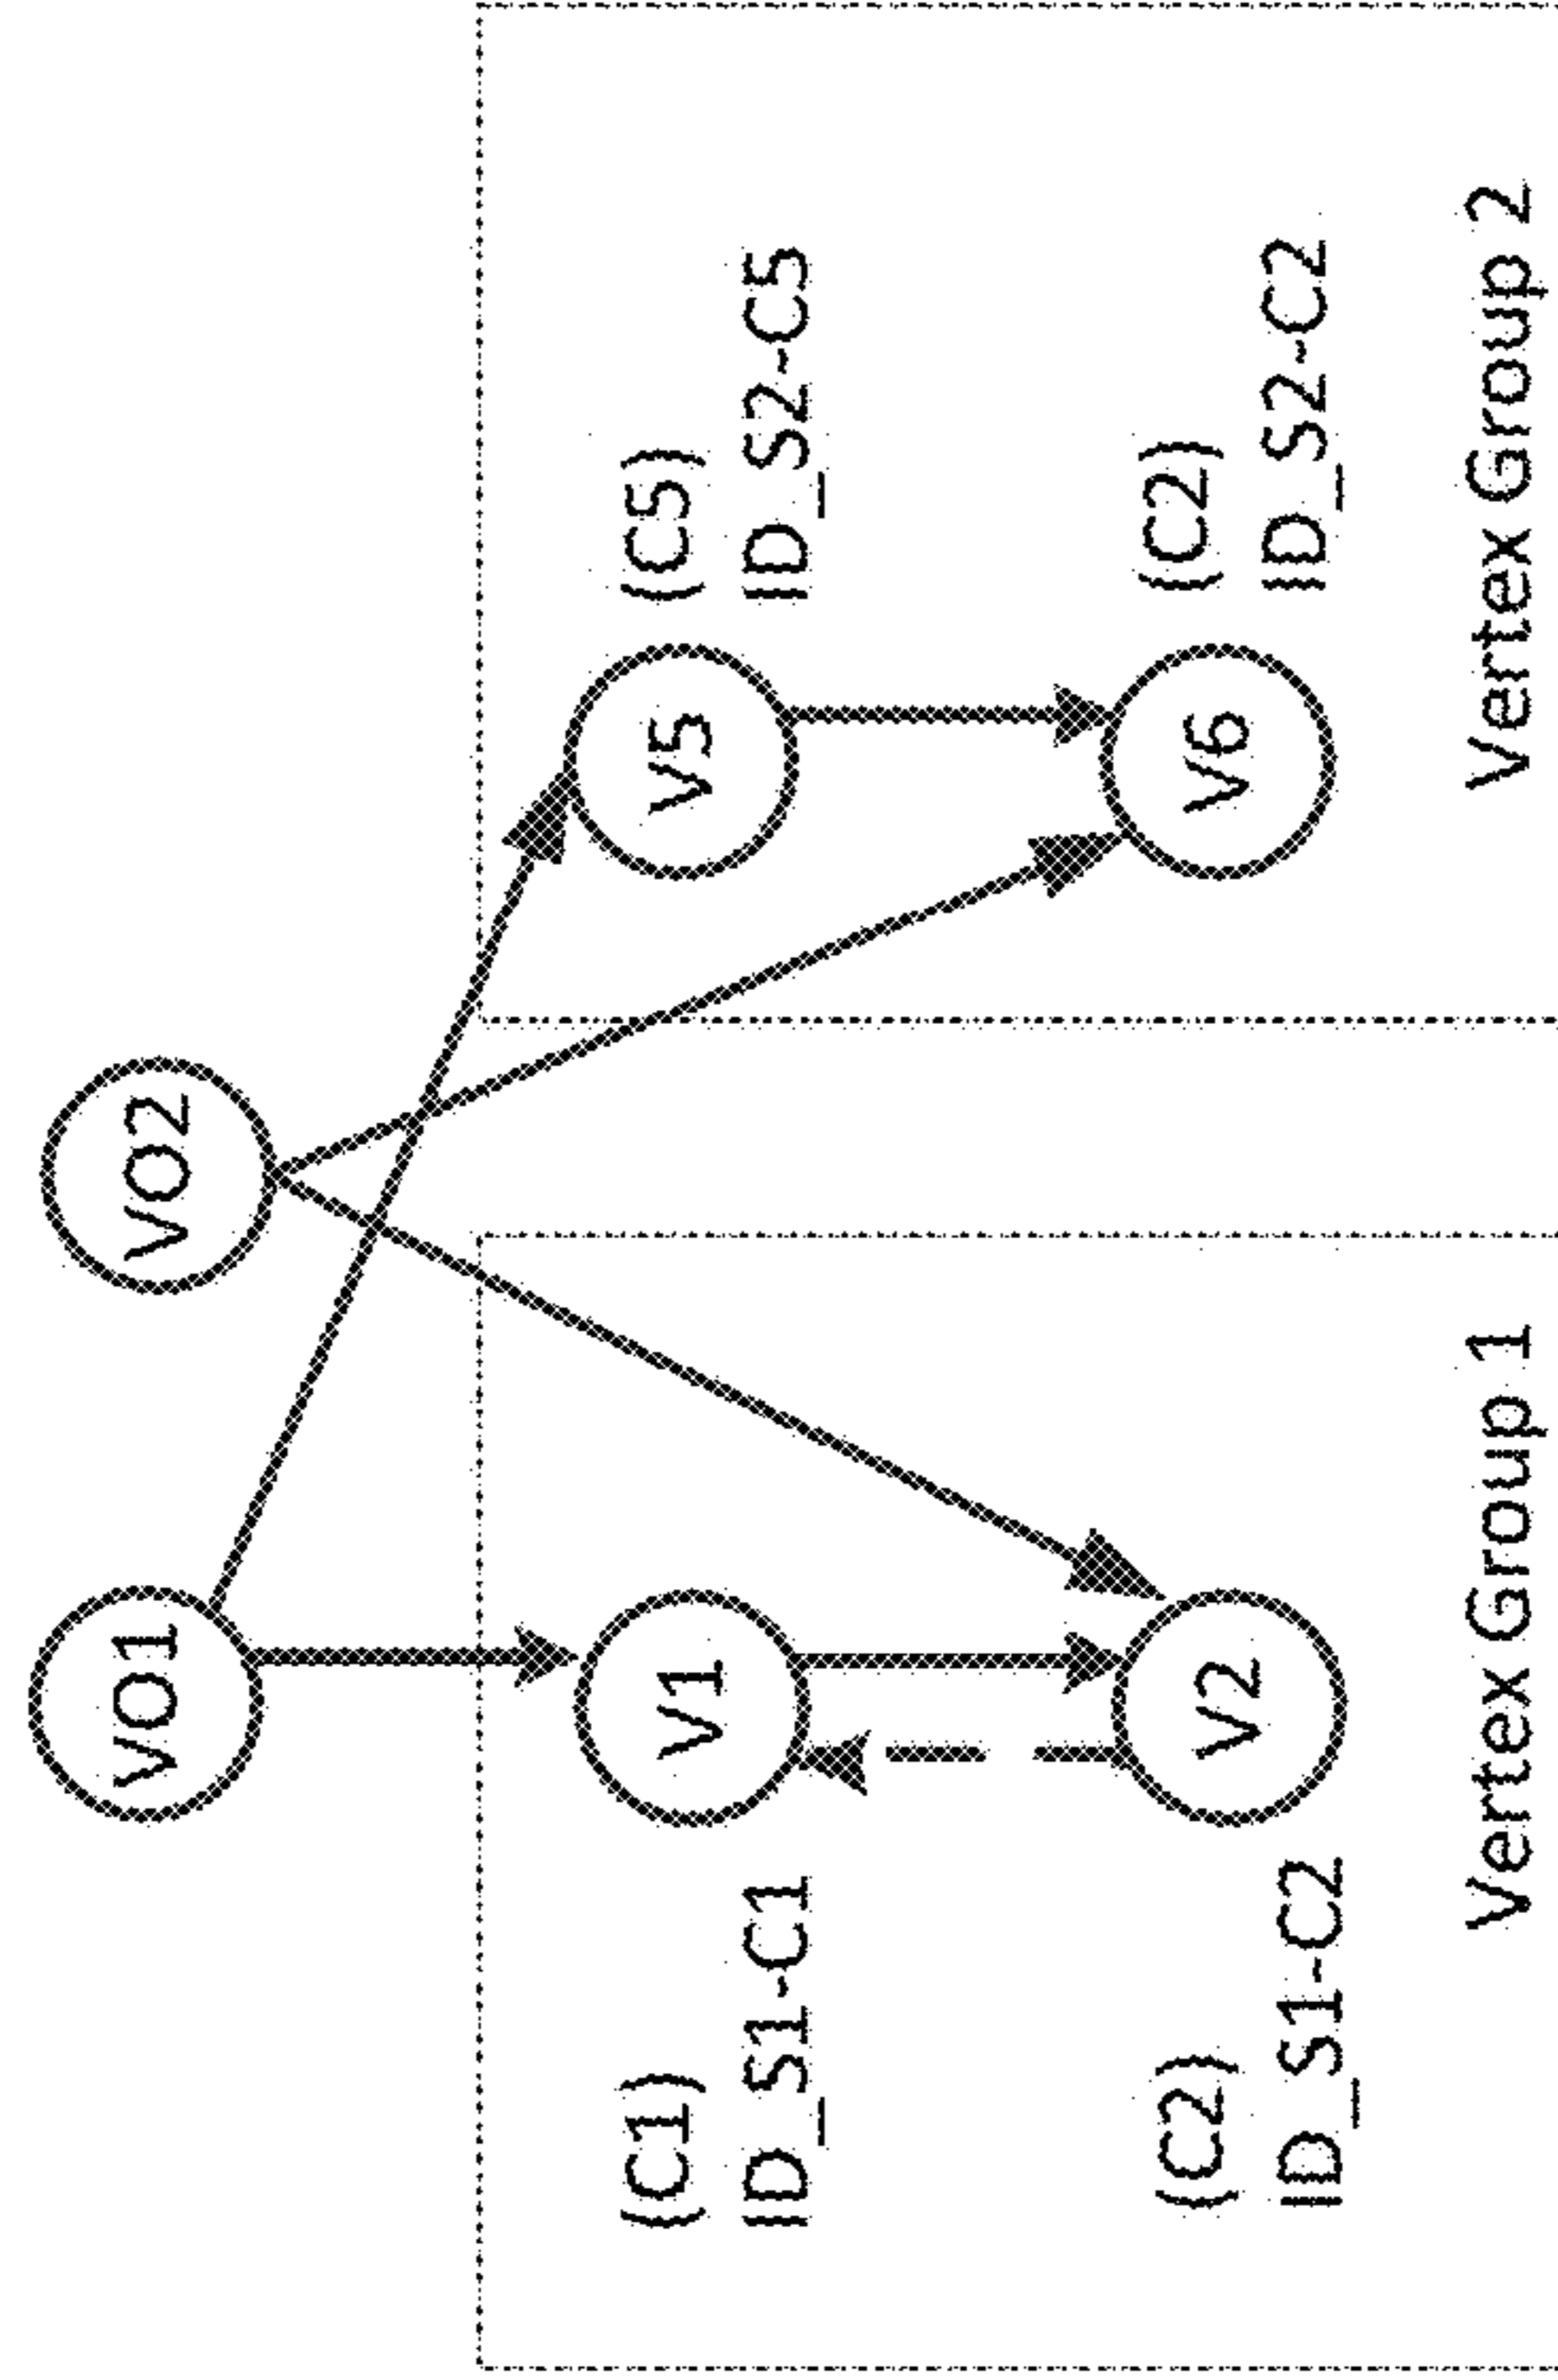 VO1
VO2
(C1)
ID_S1-C1
V1
V5
(C5)
ID_S2-C5
(C2)
ID_S1-C2
V2
V6
(C2)
ID_S2-C2
Vertex Group 1
Vertex Group 2